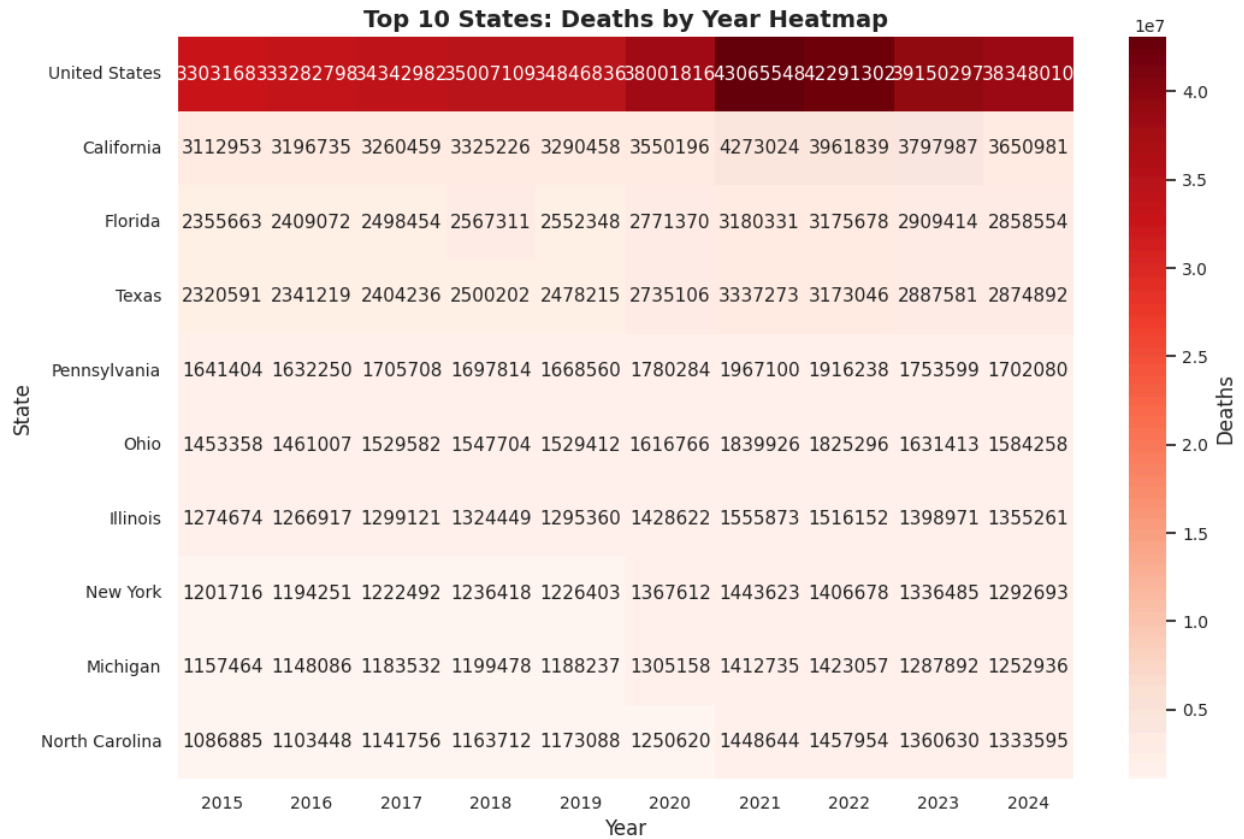 Top 10 States: Deaths by Year Heatmap
1e7
United States 33031683 33282798 34342982 35007109 34846836 38001816 43065548 42291302 39150297 38348010
4.0
California 3112953 3196735 3260459 3325226 3290458 3550196 4273024 3961839 3797987 3650981
3.5
Florida 2355663 2409072 2498454 2567311 2552348 2771370 3180331 3175678 2909414 2858554
3.0
Texas 2320591 2341219 2404236 2500202 2478215 2735106 3337273 3173046 2887581 2874892
2.5
Pennsylvania 1641404 1632250 1705708 1697814 1668560 1780284 1967100 1916238 1753599 1702080
State
Deaths
2.0
Ohio 1453358 1461007 1529582 1547704 1529412 1616766 1839926 1825296 1631413 1584258
1.5
Illinois 1274674 1266917 1299121 1324449 1295360 1428622 1555873 1516152 1398971 1355261
New York 1201716 1194251 1222492 1236418 1226403 1367612 1443623 1406678 1336485 1292693
1.0
Michigan 1157464 1148086 1183532 1199478 1188237 1305158 1412735 1423057 1287892 1252936
0.5
North Carolina 1086885 1103448 1141756 1163712 1173088 1250620 1448644 1457954 1360630 1333595
2015 2016 2017 2018 2019 2020 2021 2022 2023 2024
Year